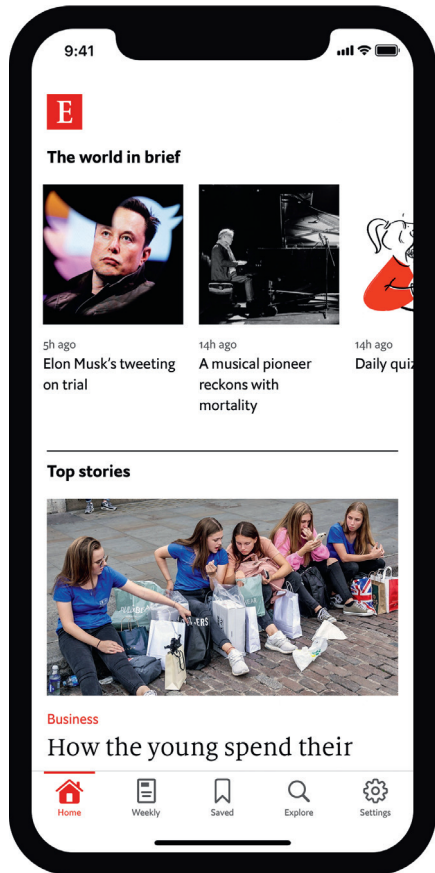 9:41
E
The world in brief
5h ago
Elon Musk's tweeting
on trial
14h ago
A musical pioneer
reckons with
mortality
14h ago
Daily quiz
Top stories
Business
How the young spend their
Home
Weekly
Saved
Explore
Settings